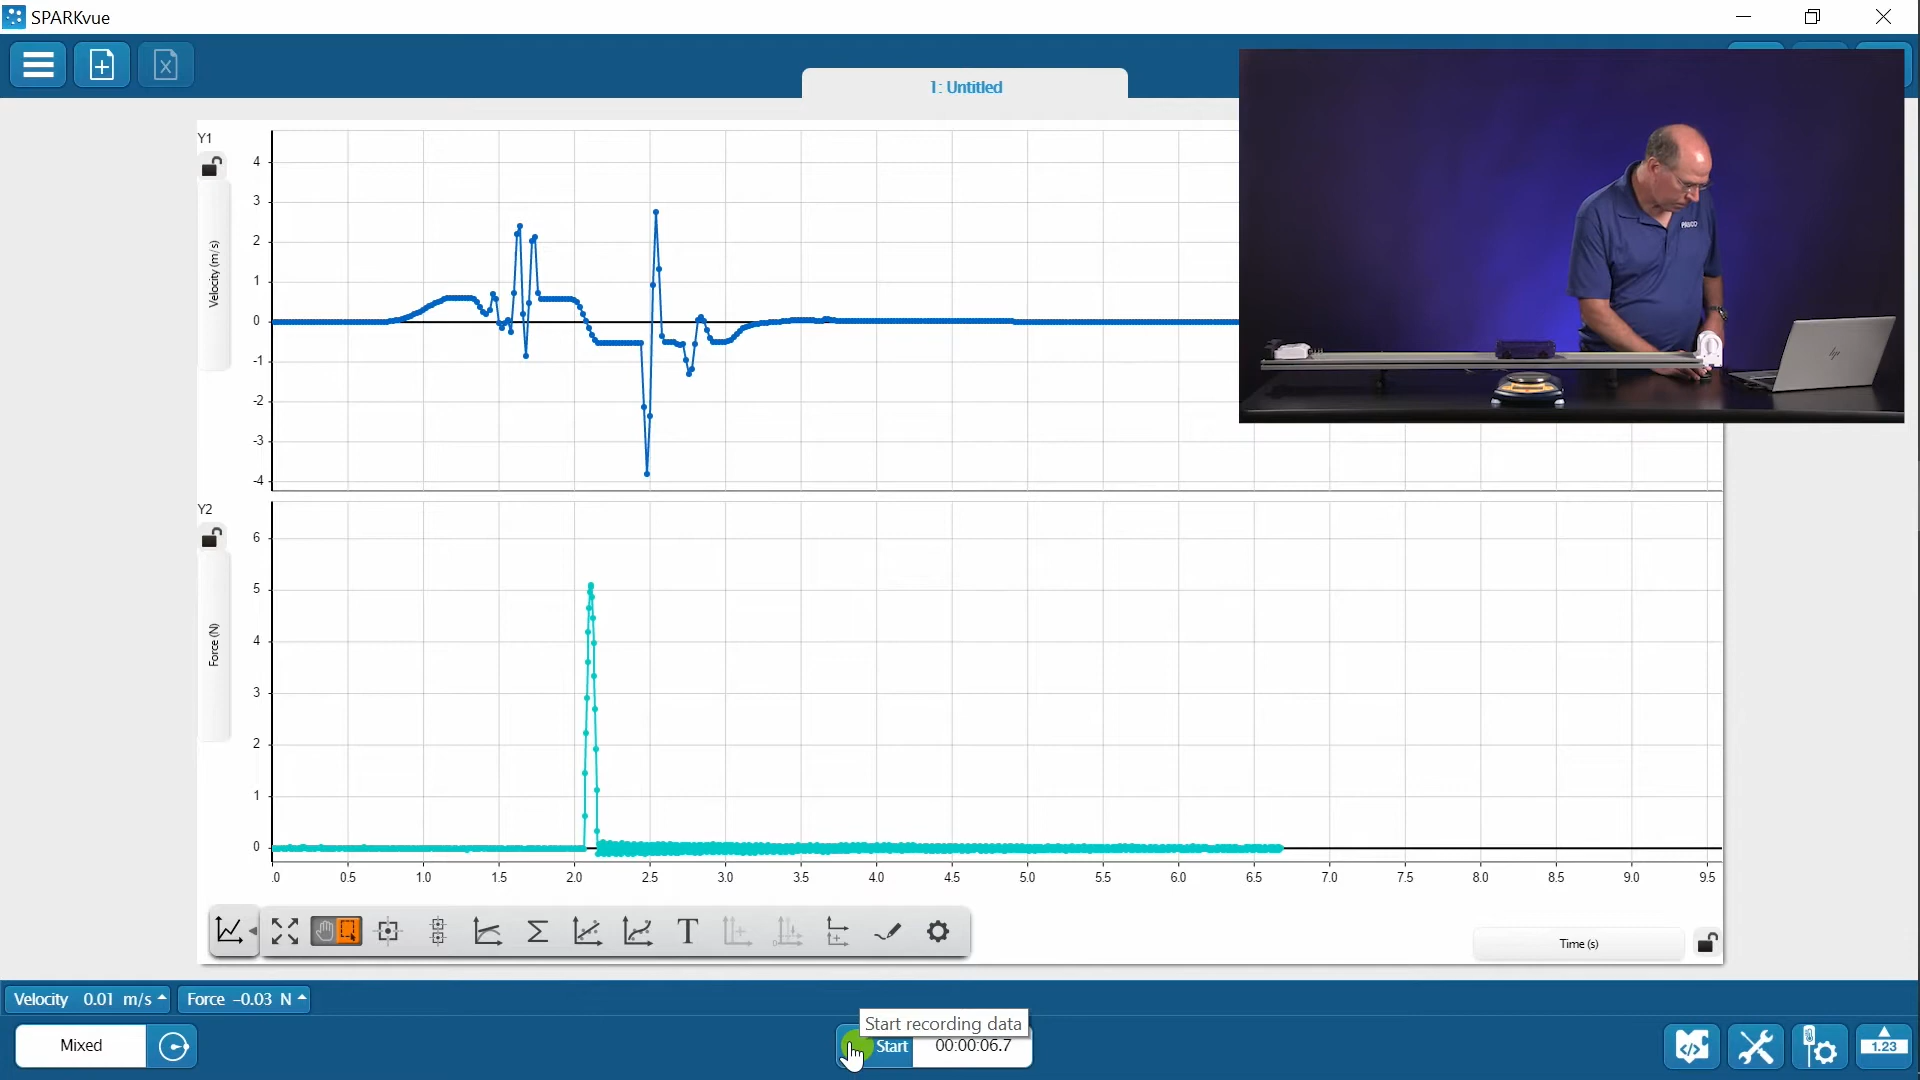 SPARKvue
1: Untitled
PASCO
hp
Y1
Velocity (m/s)
4
3
2
1
0
-1
-2
-3
-4
Y2
Force (N)
6
5
4
3
2
1
0
.0 0.5 1.0 1.5 2.0 2.5 3.0 3.5 4.0 4.5 5.0 5.5 6.0 6.5 7.0 7.5 8.0 8.5 9.0 9.5
T
Time (s)
Velocity 0.01 m/s Force -0.03 N
Start recording data
Mixed
Start 00:00:06.7
1.23